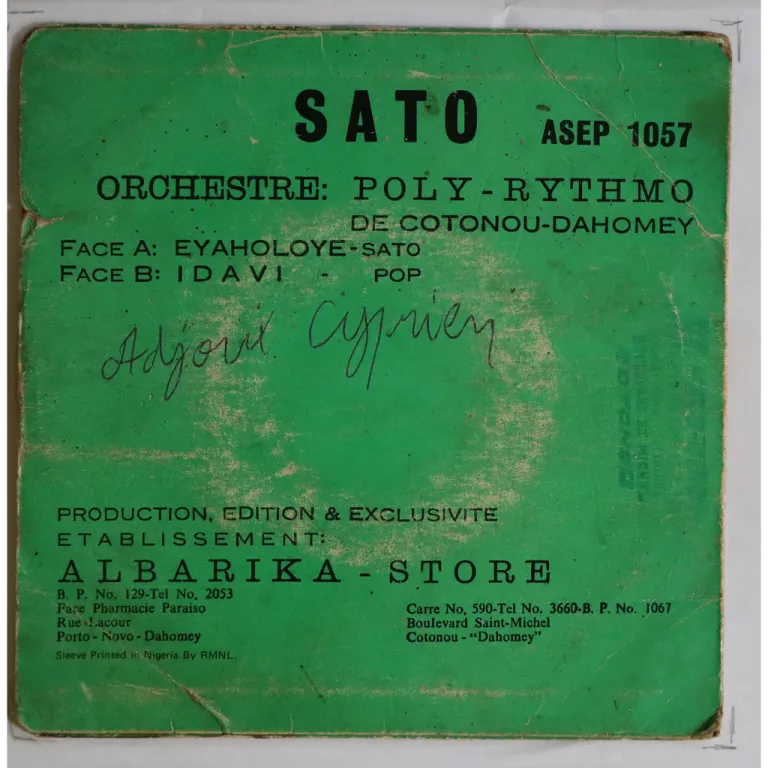 SATO ASEP 1057
ORCHESTRE: POLY-RYTHMO
DE COTONOU-DAHOMEY
FACE A: EYAHOLOYE-SATO
FACE B: IDAVI - POP
Adjovi Cyprien
PRODUCTION, EDITION & EXCLUSIVITE
ETABLISSEMENT:
ALBARIKA - STORE
B. P. No. 129-Tel No. 2053
Face Pharmacie Paraiso
Rue Lacour
Porto - Novo - Dahomey
Carre No. 590-Tel No. 3660-B. P. No. 1067
Boulevard Saint-Michel
Cotonou - "Dahomey"
Sleeve Printed in Nigeria By RMNL.